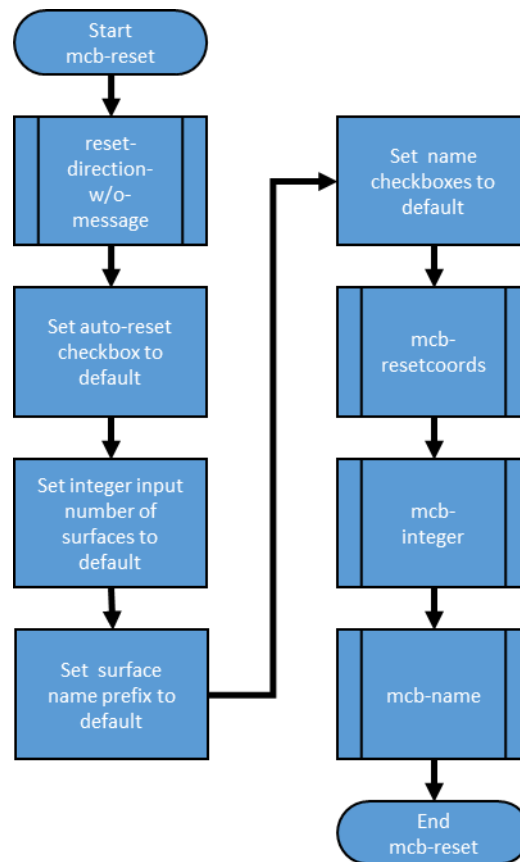 Start
mcb-reset
reset-
direction-
w/o-
message
Set auto-reset
checkbox to
default
Set integer input
number of
surfaces to
default
Set surface
name prefix to
default
Set name
checkboxes to
default
mcb-
resetcoords
mcb-
integer
mcb-name
End
mcb-reset